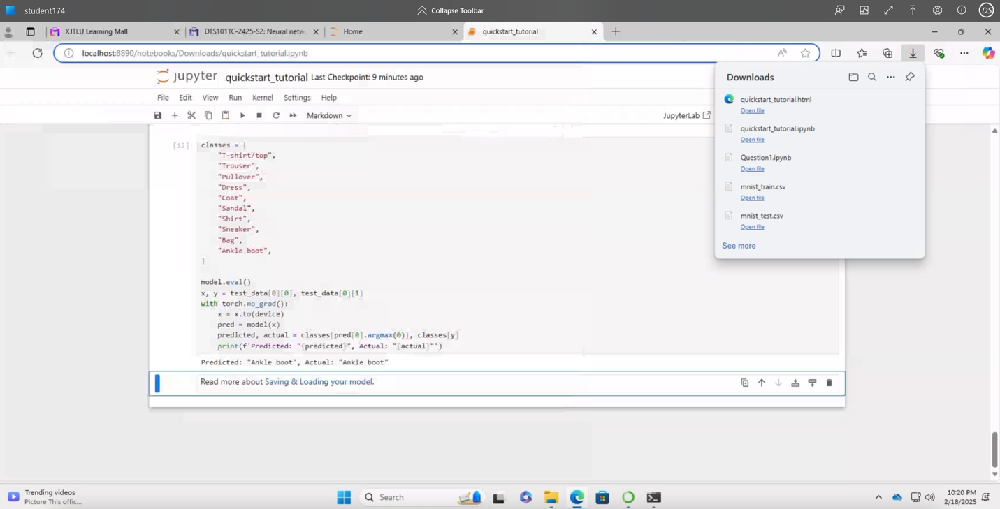 student174
Collapse Toolbar
DS
XJTLU Learning Mall
DTS101TC-2425-S2: Neural netw
Home
quickstart_tutorial
localhost:8890/notebooks/Downloads/quickstart_tutorial.ipynb
jupyter quickstart_tutorial Last Checkpoint: 9 minutes ago
File Edit View Run Kernel Settings Help
Markdown
JupyterLab
Downloads
quickstart_tutorial.html
Open file
quickstart_tutorial.ipynb
Open file
Question1.ipynb
Open file
mnist_train.csv
Open file
mnist_test.csv
Open file
See more
[12]: classes = [
"T-shirt/top",
"Trouser",
"Pullover",
"Dress",
"Coat",
"Sandal",
"Shirt",
"Sneaker",
"Bag",
"Ankle boot",
]
model.eval()
x, y = test_data[0][0], test_data[0][1]
with torch.no_grad():
x = x.to(device)
pred = model(x)
predicted, actual = classes[pred[0].argmax(0)], classes[y]
print(f'Predicted: "{predicted}", Actual: "{actual}"')
Predicted: "Ankle boot", Actual: "Ankle boot"
Read more about Saving & Loading your model.
Trending videos
Picture This offic...
Search
10:20 PM
2/18/2025